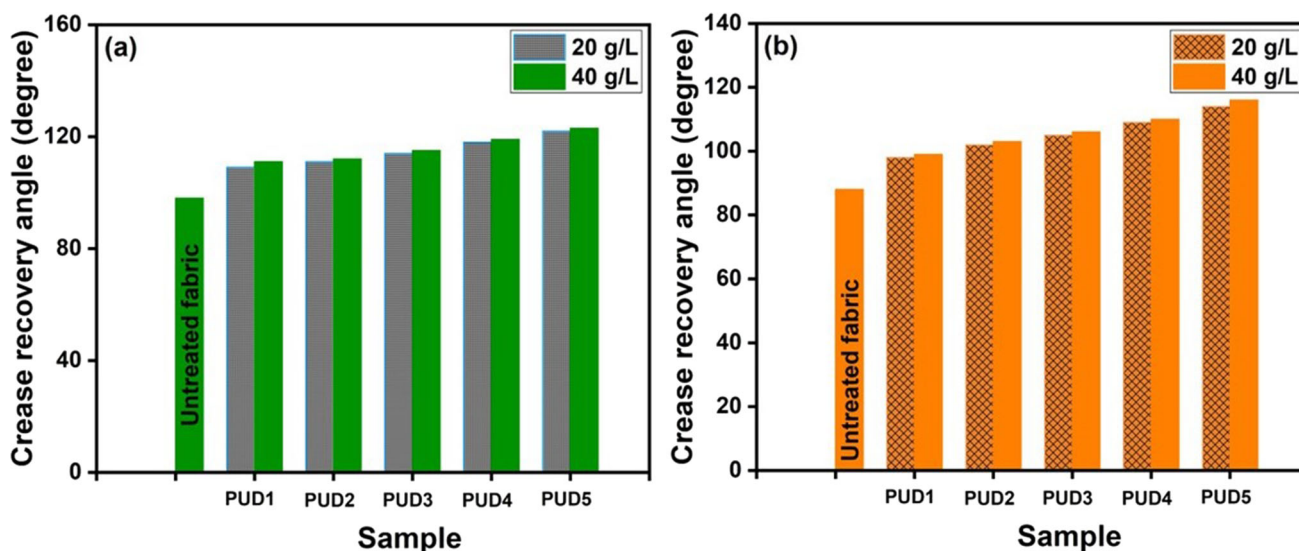 (a)
20 g/L
40 g/L
Crease recovery angle (degree)
160
120
80
40
0
Untreated fabric
PUD1 PUD2 PUD3 PUD4 PUD5
Sample
(b)
20 g/L
40 g/L
Crease recovery angle (degree)
140
120
100
80
60
40
20
0
Untreated fabric
PUD1 PUD2 PUD3 PUD4 PUD5
Sample